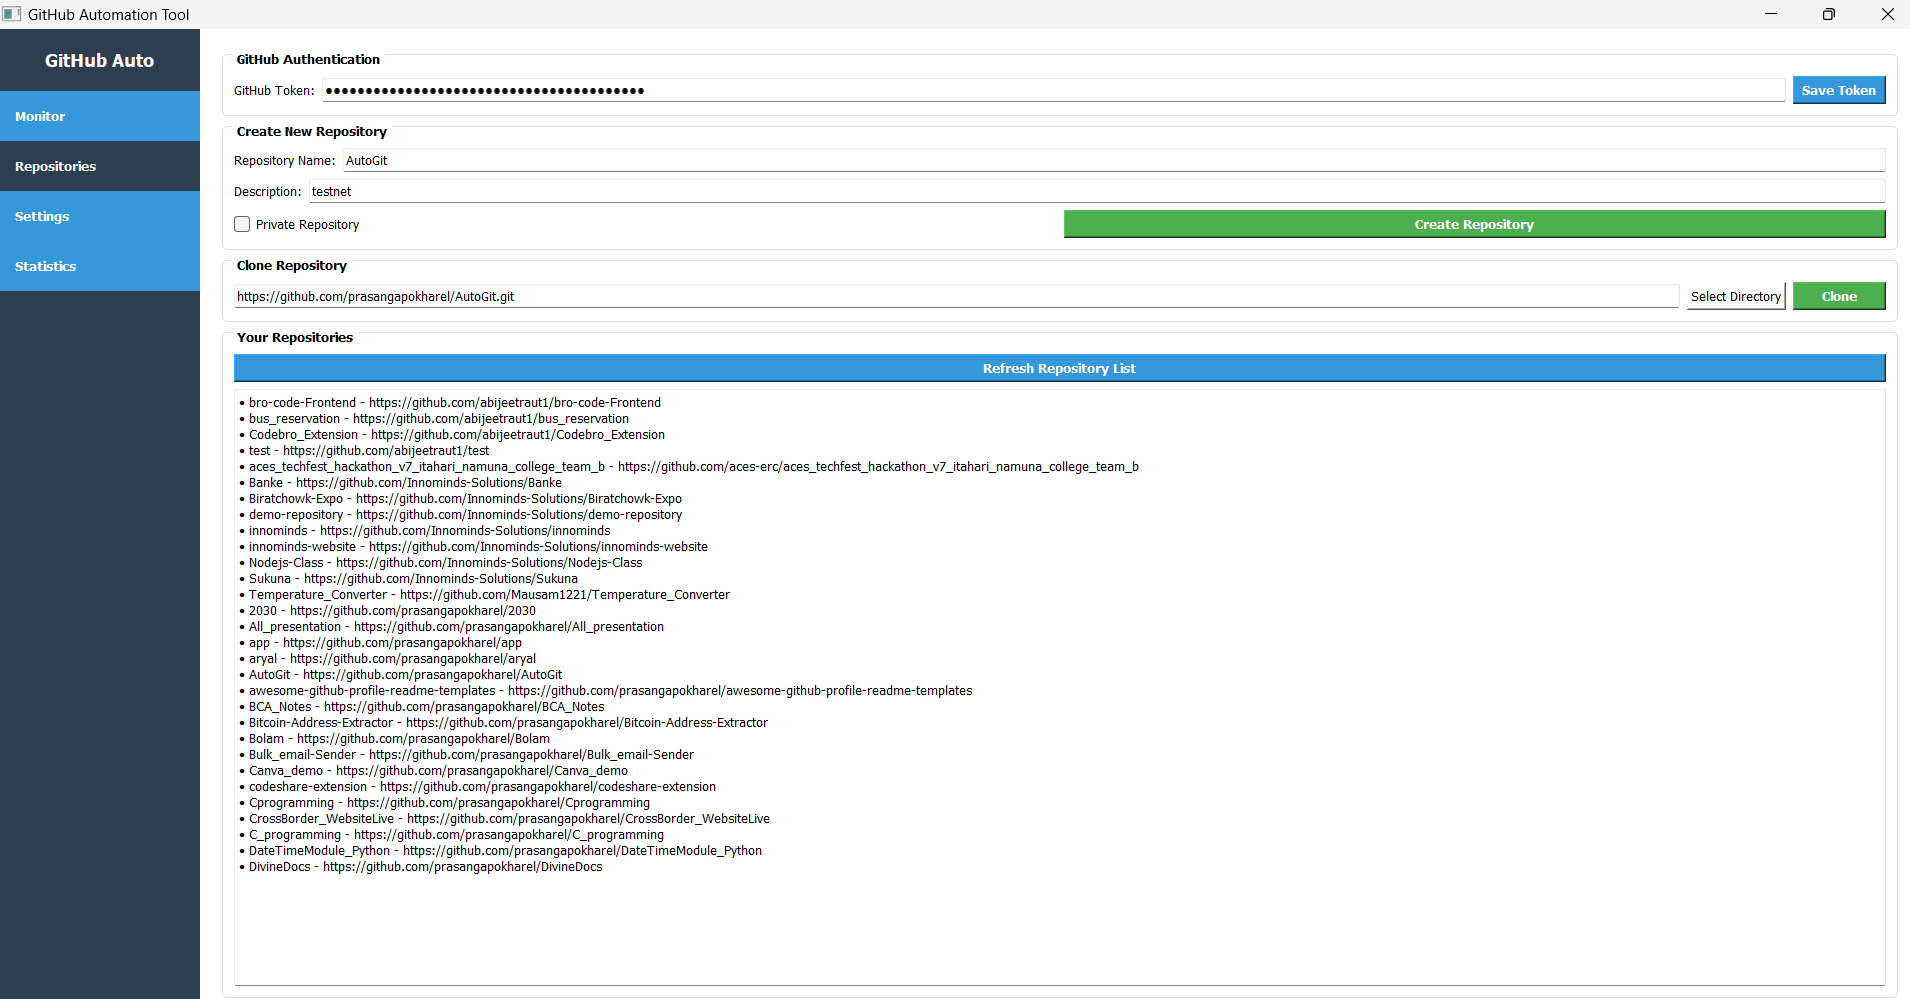 GitHub Automation Tool
GitHub Auto
Monitor
Repositories
Settings
Statistics
GitHub Authentication
GitHub Token: ●●●●●●●●●●●●●●●●●●●●●●●●●●●●●●●●●●●●●●●● Save Token
Create New Repository
Repository Name: AutoGit
Description: testnet
Private Repository Create Repository
Clone Repository
https://github.com/prasangapokharel/AutoGit.git Select Directory Clone
Your Repositories
Refresh Repository List
• bro-code-Frontend - https://github.com/abijeetraut1/bro-code-Frontend
• bus_reservation - https://github.com/abijeetraut1/bus_reservation
• Codebro_Extension - https://github.com/abijeetraut1/Codebro_Extension
• test - https://github.com/abijeetraut1/test
• aces_techfest_hackathon_v7_itahari_namuna_college_team_b - https://github.com/aces-erc/aces_techfest_hackathon_v7_itahari_namuna_college_team_b
• Banke - https://github.com/Innominds-Solutions/Banke
• Biratchowk-Expo - https://github.com/Innominds-Solutions/Biratchowk-Expo
• demo-repository - https://github.com/Innominds-Solutions/demo-repository
• innominds - https://github.com/Innominds-Solutions/innominds
• innominds-website - https://github.com/Innominds-Solutions/innominds-website
• Nodejs-Class - https://github.com/Innominds-Solutions/Nodejs-Class
• Sukuna - https://github.com/Innominds-Solutions/Sukuna
• Temperature_Converter - https://github.com/Mausam1221/Temperature_Converter
• 2030 - https://github.com/prasangapokharel/2030
• All_presentation - https://github.com/prasangapokharel/All_presentation
• app - https://github.com/prasangapokharel/app
• aryal - https://github.com/prasangapokharel/aryal
• AutoGit - https://github.com/prasangapokharel/AutoGit
• awesome-github-profile-readme-templates - https://github.com/prasangapokharel/awesome-github-profile-readme-templates
• BCA_Notes - https://github.com/prasangapokharel/BCA_Notes
• Bitcoin-Address-Extractor - https://github.com/prasangapokharel/Bitcoin-Address-Extractor
• Bolam - https://github.com/prasangapokharel/Bolam
• Bulk_email-Sender - https://github.com/prasangapokharel/Bulk_email-Sender
• Canva_demo - https://github.com/prasangapokharel/Canva_demo
• codeshare-extension - https://github.com/prasangapokharel/codeshare-extension
• Cprogramming - https://github.com/prasangapokharel/Cprogramming
• CrossBorder_WebsiteLive - https://github.com/prasangapokharel/CrossBorder_WebsiteLive
• C_programming - https://github.com/prasangapokharel/C_programming
• DateTimeModule_Python - https://github.com/prasangapokharel/DateTimeModule_Python
• DivineDocs - https://github.com/prasangapokharel/DivineDocs